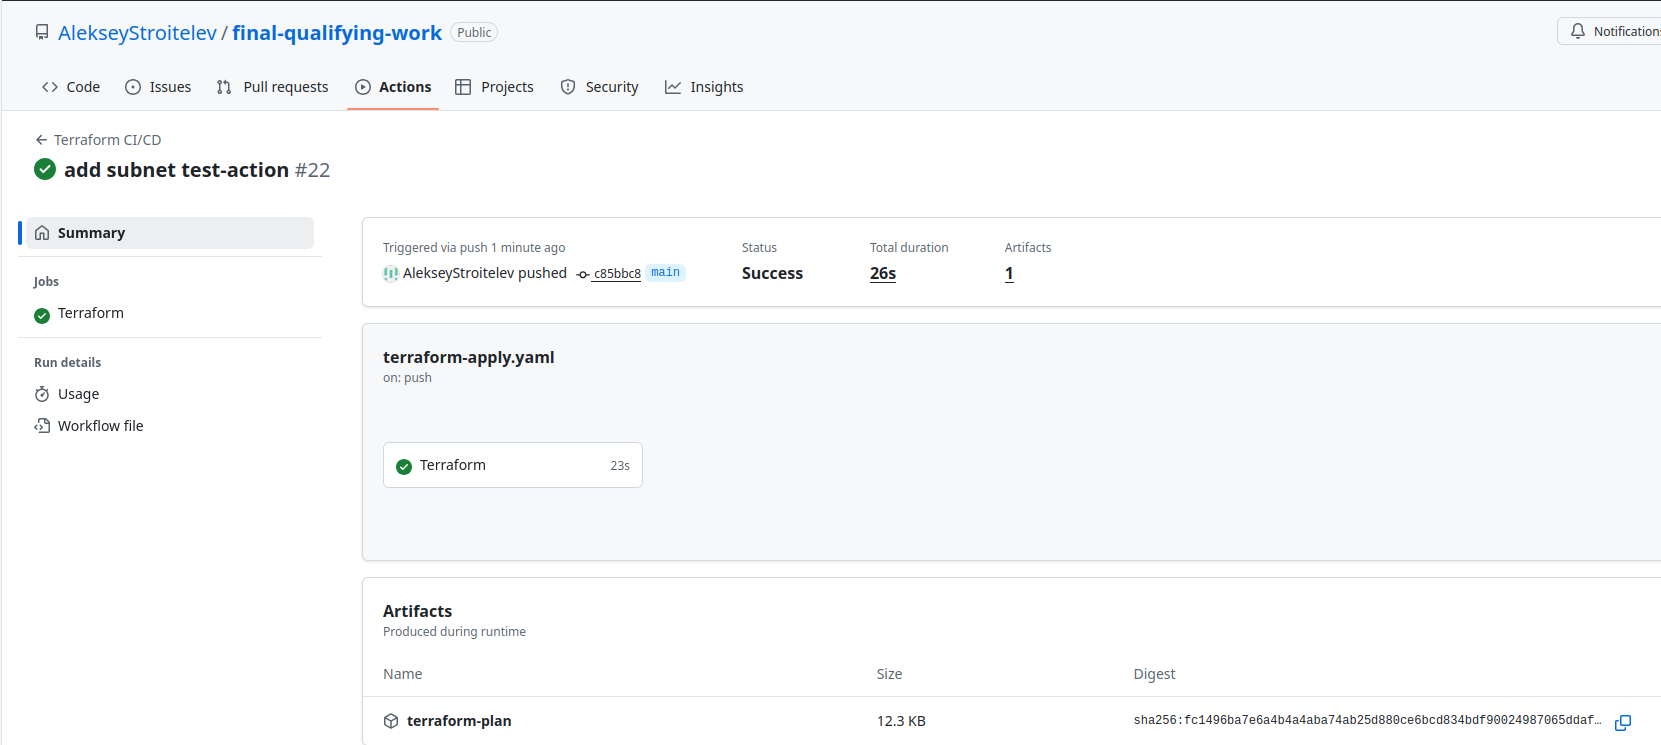 AlekseyStroitelev / final-qualifying-work Public
Notification
Code Issues Pull requests Actions Projects Security Insights
Terraform CI/CD
add subnet test-action #22
Summary
Jobs
Terraform
Run details
Usage
Workflow file
Triggered via push 1 minute ago Status Total duration Artifacts
AlekseyStroitelev pushed c85bbc8 main Success 26s 1
terraform-apply.yaml
on: push
Terraform 23s
Artifacts
Produced during runtime
Name Size Digest
terraform-plan 12.3 KB sha256:fc1496ba7e6a4b4a4aba74ab25d880ce6bcd834bdf90024987065ddaf…